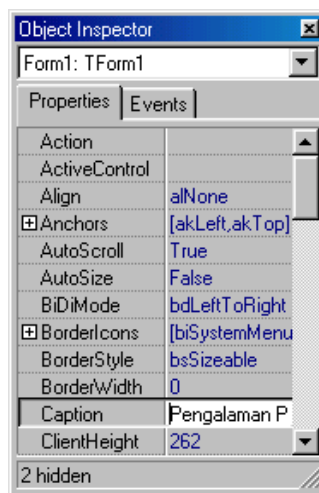 Object Inspector
Form1: TForm1
Properties Events
Action
ActiveControl
Align alNone
Anchors [akLeft,akTop]
AutoScroll True
AutoSize False
BiDiMode bdLeftToRight
BorderIcons [biSystemMenu
BorderStyle bsSizeable
BorderWidth 0
Caption Pengalaman P
ClientHeight 262
2 hidden